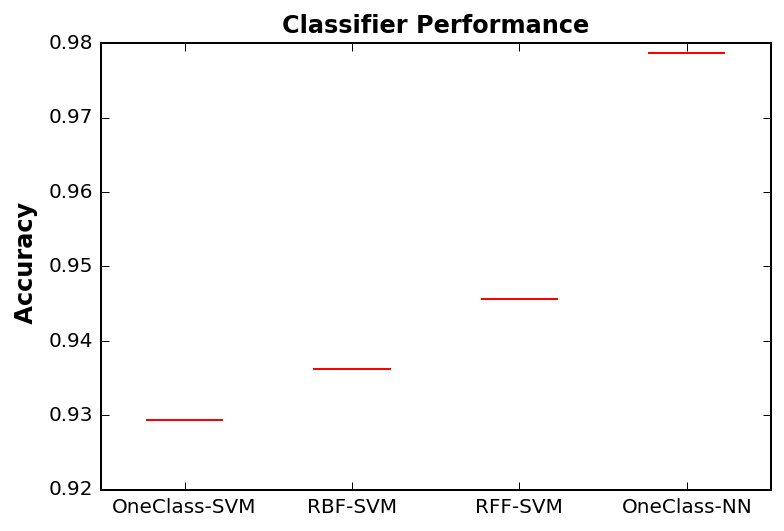 Classifier Performance
0.98
0.97
0.96
0.95
0.94
0.93
0.92
Accuracy
OneClass-SVM RBF-SVM RFF-SVM OneClass-NN